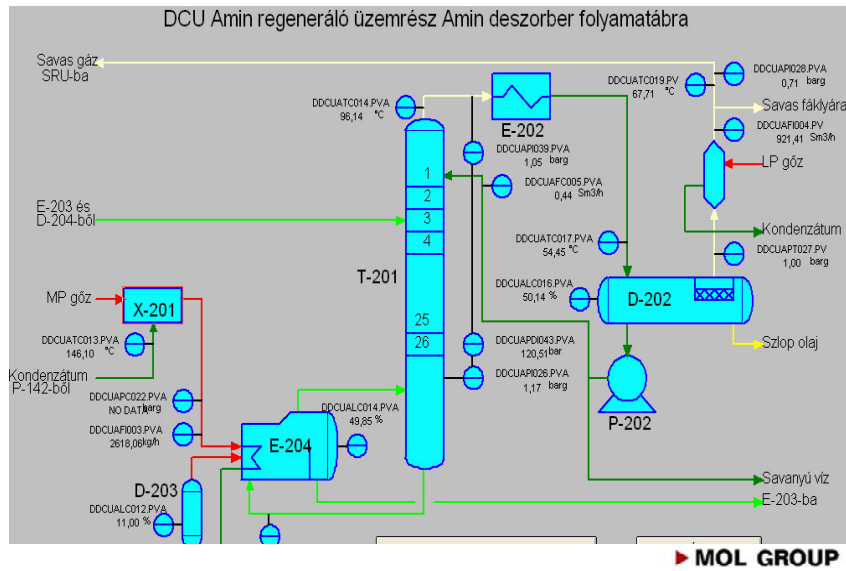 DCU Amin regeneráló üzemrész Amin deszorber folyamatábra
Savas gáz
SRU-ba
DDCUATC014.PVA
96,14 °C
E-202
DDCUATC019.PV
67,71 °C
DDCUAPI028.PVA
0,71 barg
Savas fáklyára
DDCUAFI004.PV
921,41 Sm3/h
LP gőz
DDCUAPI039.PVA
1,05 barg
DDCUAFC005.PVA
0,44 Sm3/h
1
2
3
4
25
26
T-201
E-203 és
D-204-ből
Kondenzátum
DDCUAPT027.PV
1,00 barg
DDCUATC017.PVA
54,45 °C
DDCUALC016.PVA
50,14 %
D-202
MP gőz
X-201
DDCUATC013.PVA
146,10 °C
Kondenzátum
P-142-ből
DDCUAPDI043.PVA
120,51 bar
DDCUAPI026.PVA
1,17 barg
Szlop olaj
P-202
DDCUAPC022.PVA
NO DATA barg
DDCUAFI003.PVA
2618,06 kg/h
E-204
DDCUALC014.PVA
49,85 %
D-203
DDCUALC012.PVA
11,00 %
Savanyú víz
E-203-ba
MOL GROUP